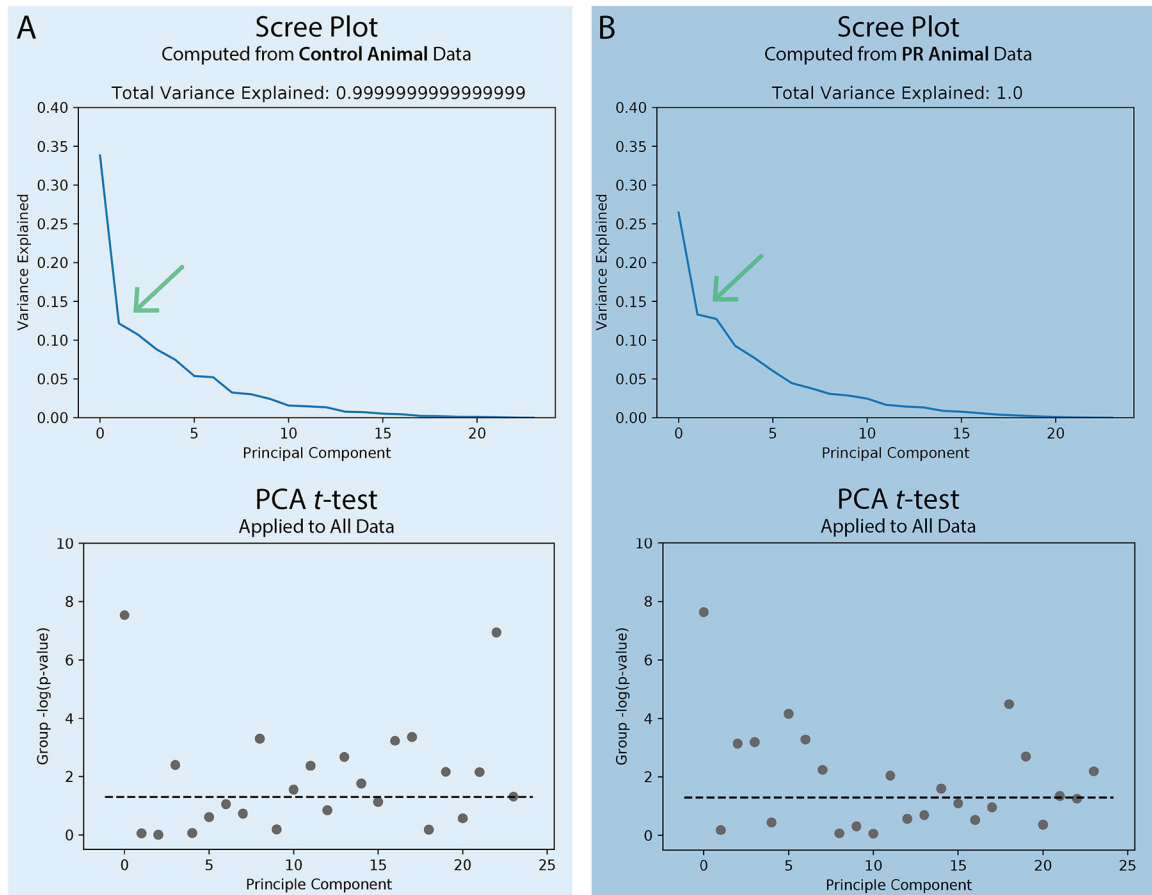 A
Scree Plot
Computed from Control Animal Data
Total Variance Explained: 0.9999999999999999
0.40
0.35
0.30
0.25
0.20
0.15
0.10
0.05
0.00
Variance Explained
0 5 10 15 20
Principal Component
PCA t-test
Applied to All Data
10
8
6
4
2
0
Group -log(p-value)
0 5 10 15 20 25
Principle Component
B
Scree Plot
Computed from PR Animal Data
Total Variance Explained: 1.0
0.40
0.35
0.30
0.25
0.20
0.15
0.10
0.05
0.00
Variance Explained
0 5 10 15 20
Principal Component
PCA t-test
Applied to All Data
10
8
6
4
2
0
Group -log(p-value)
0 5 10 15 20 25
Principle Component